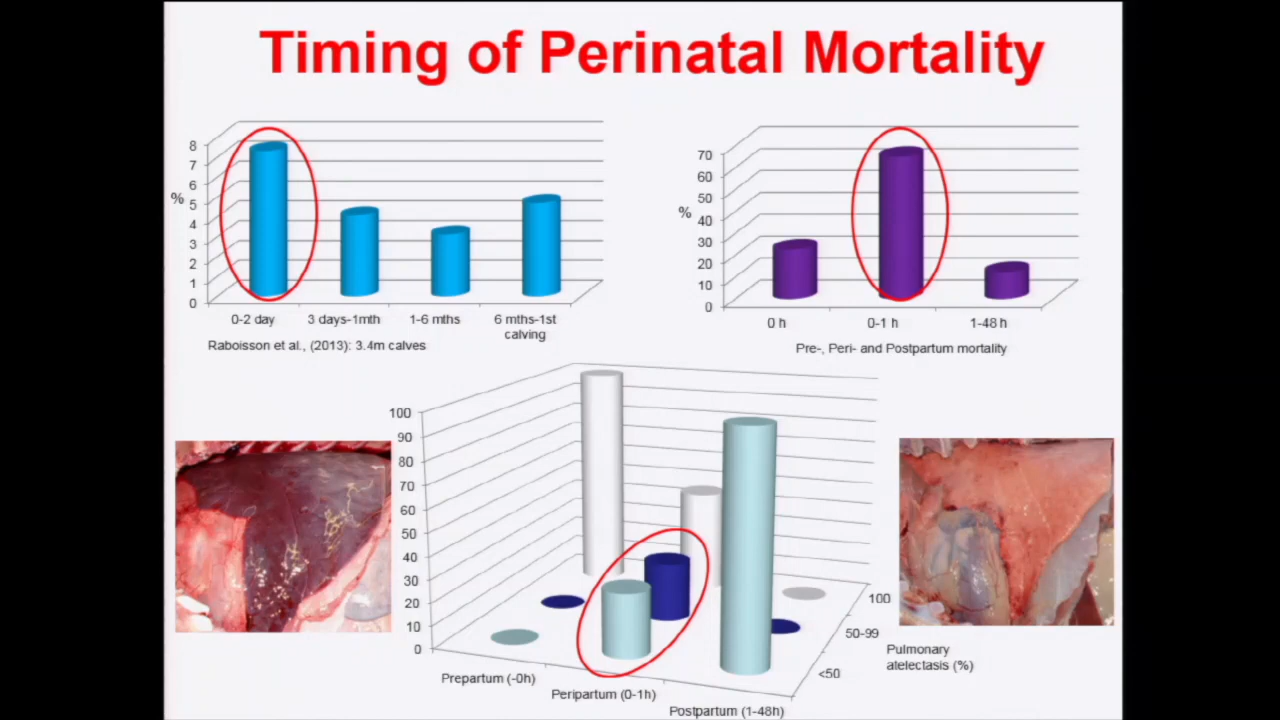 Timing of Perinatal Mortality
8
7
6
5
4
3
2
1
0
%
0-2 day
3 days-1mth
1-6 mths
6 mths-1st
calving
Raboisson et al., (2013): 3.4m calves
70
60
50
40
30
20
10
0
%
0 h
0-1 h
1-48 h
Pre-, Peri- and Postpartum mortality
100
90
80
70
60
50
40
30
20
10
0
Prepartum (-0h)
Peripartum (0-1h)
Postpartum (1-48h)
100
50-99
<50
Pulmonary
atelectasis (%)